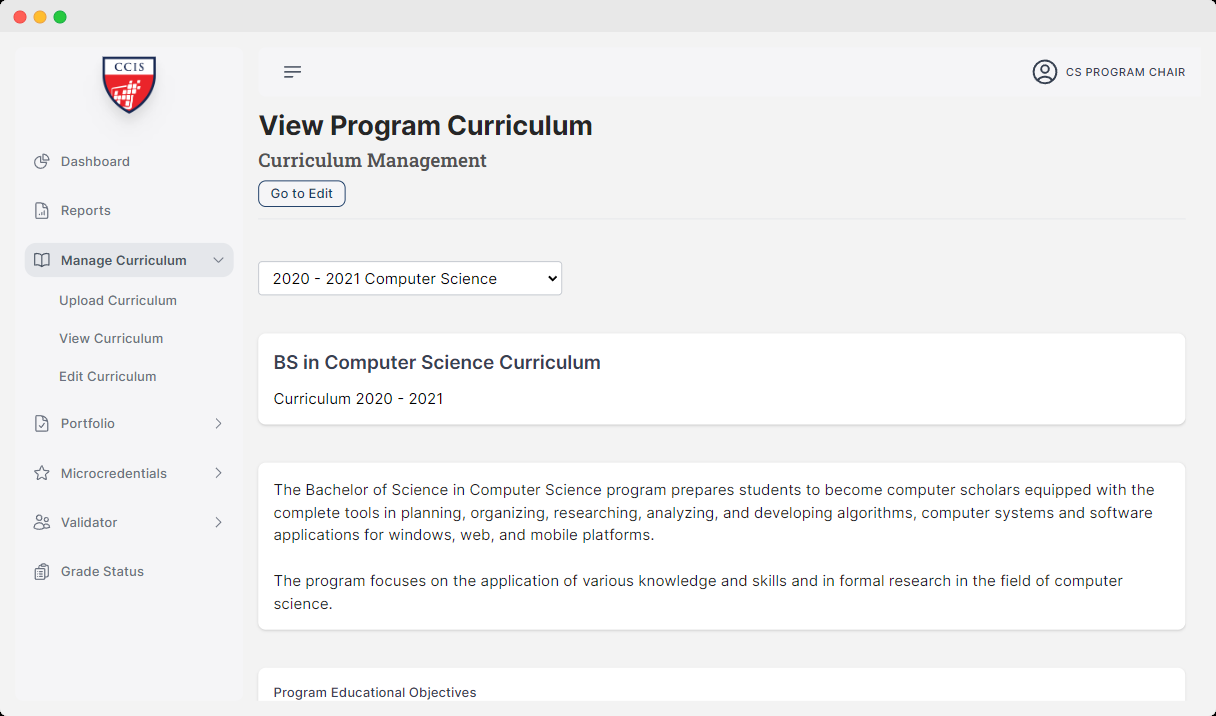 CCIS
CS PROGRAM CHAIR
Dashboard
Reports
Manage Curriculum
Upload Curriculum
View Curriculum
Edit Curriculum
Portfolio
Microcredentials
Validator
Grade Status
View Program Curriculum
Curriculum Management
Go to Edit
2020 - 2021 Computer Science
BS in Computer Science Curriculum
Curriculum 2020 - 2021
The Bachelor of Science in Computer Science program prepares students to become computer scholars equipped with the
complete tools in planning, organizing, researching, analyzing, and developing algorithms, computer systems and software
applications for windows, web, and mobile platforms.
The program focuses on the application of various knowledge and skills and in formal research in the field of computer
science.
Program Educational Objectives